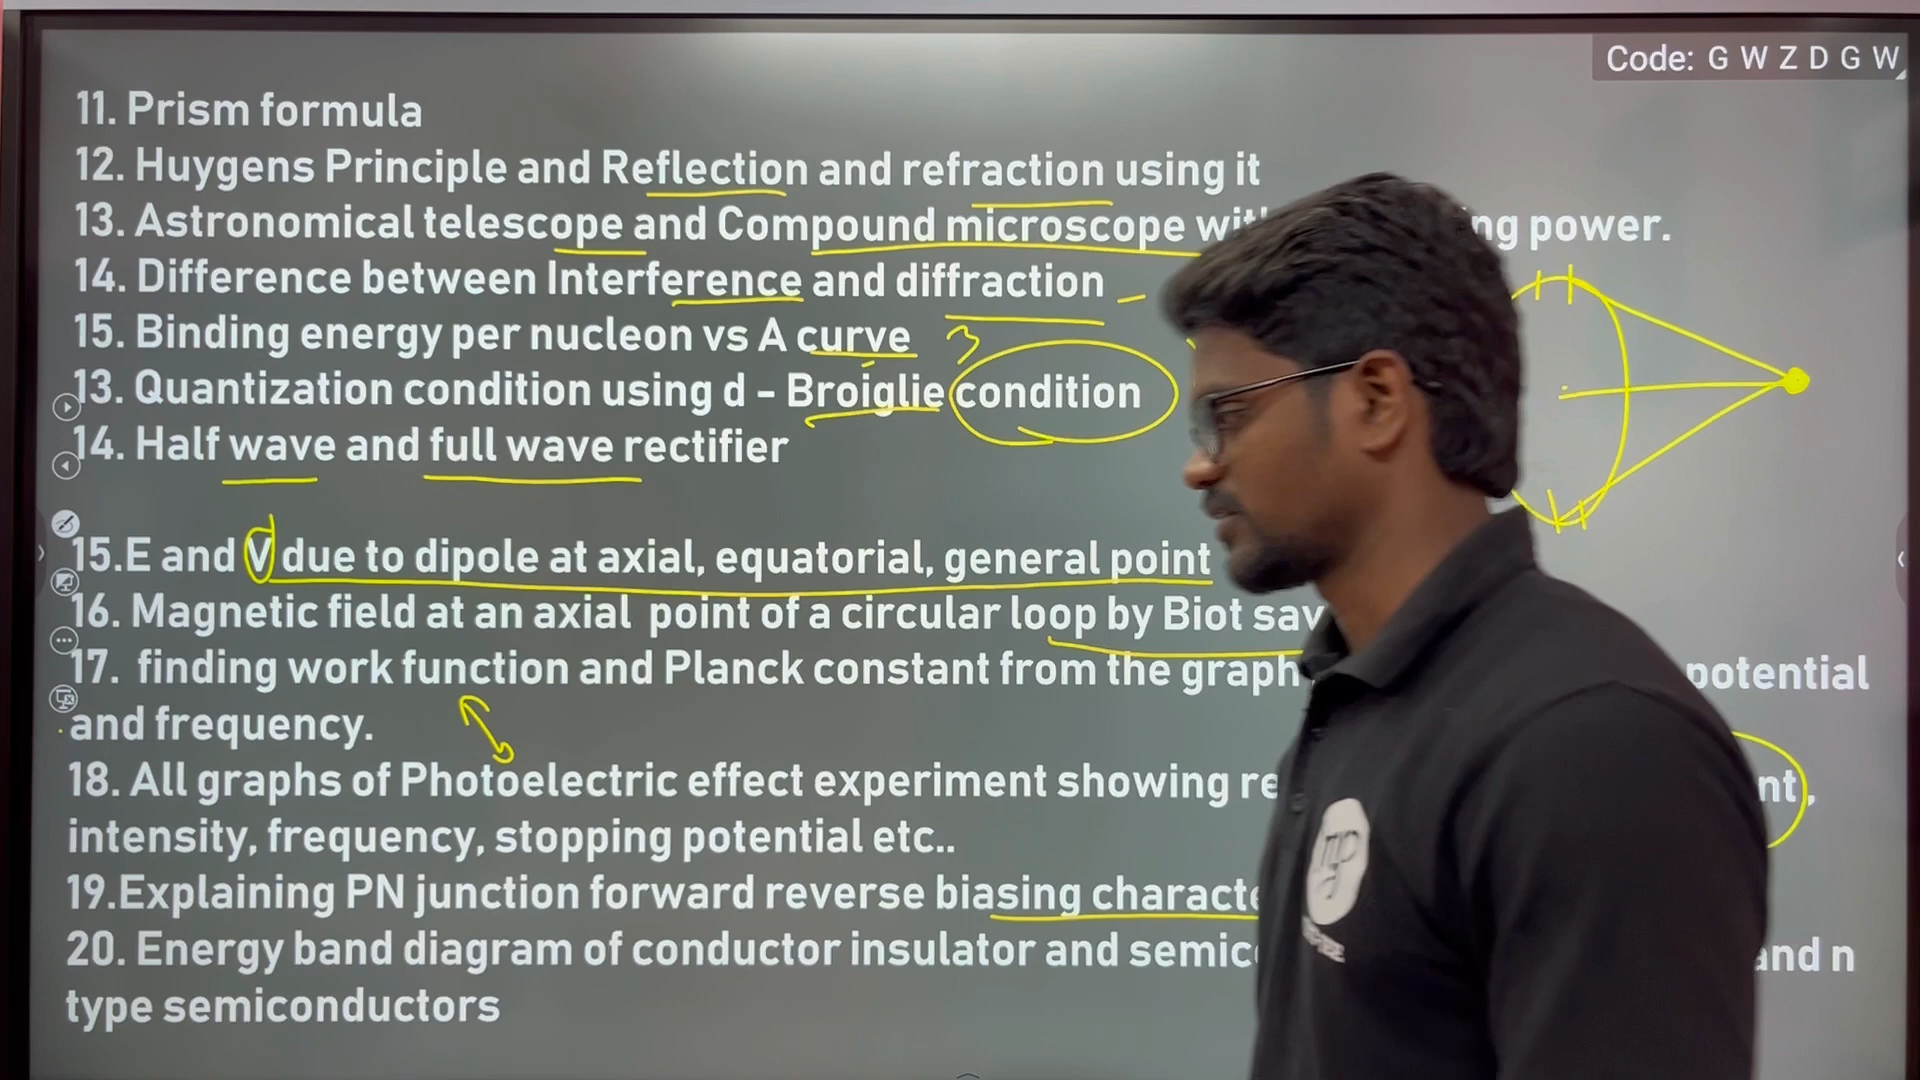 Code: G W Z D G W
11. Prism formula
12. Huygens Principle and Reflection and refraction using it
13. Astronomical telescope and Compound microscope with ng power.
14. Difference between Interference and diffraction
15. Binding energy per nucleon vs A curve
13. Quantization condition using d - Broiglie condition
14. Half wave and full wave rectifier
15.E and V due to dipole at axial, equatorial, general point
16. Magnetic field at an axial point of a circular loop by Biot sav
17. finding work function and Planck constant from the graph potential
and frequency.
18. All graphs of Photoelectric effect experiment showing re nt,
intensity, frequency, stopping potential etc..
19.Explaining PN junction forward reverse biasing characte
20. Energy band diagram of conductor insulator and semic and n
type semiconductors